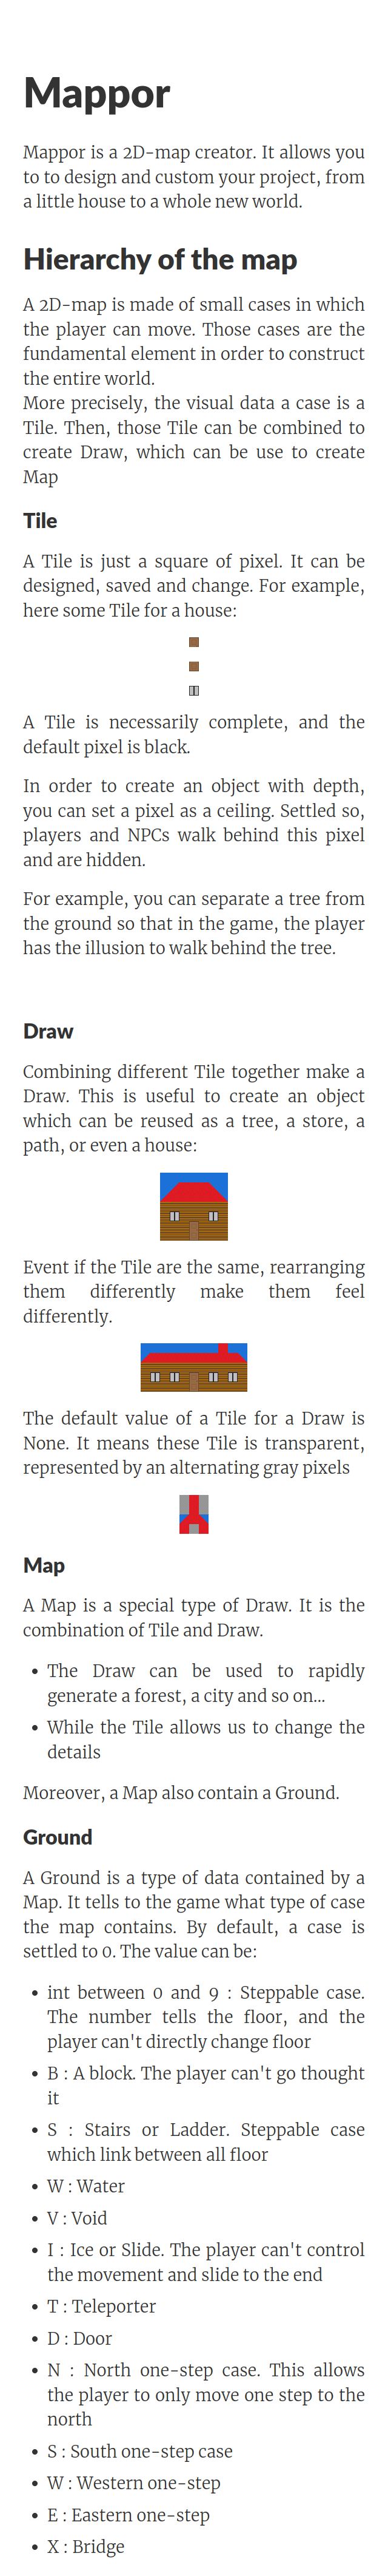 Mappor
Mappor is a 2D-map creator. It allows you
to to design and custom your project, from
a little house to a whole new world.
Hierarchy of the map
A 2D-map is made of small cases in which
the player can move. Those cases are the
fundamental element in order to construct
the entire world.
More precisely, the visual data a case is a
Tile. Then, those Tile can be combined to
create Draw, which can be use to create
Map
Tile
A Tile is just a square of pixel. It can be
designed, saved and change. For example,
here some Tile for a house:
A Tile is necessarily complete, and the
default pixel is black.
In order to create an object with depth,
you can set a pixel as a ceiling. Settled so,
players and NPCs walk behind this pixel
and are hidden.
For example, you can separate a tree from
the ground so that in the game, the player
has the illusion to walk behind the tree.
Draw
Combining different Tile together make a
Draw. This is useful to create an object
which can be reused as a tree, a store, a
path, or even a house:
Event if the Tile are the same, rearranging
them differently make them feel
differently.
The default value of a Tile for a Draw is
None. It means these Tile is transparent,
represented by an alternating gray pixels
Map
A Map is a special type of Draw. It is the
combination of Tile and Draw.
• The Draw can be used to rapidly
generate a forest, a city and so on...
• While the Tile allows us to change the
details
Moreover, a Map also contain a Ground.
Ground
A Ground is a type of data contained by a
Map. It tells to the game what type of case
the map contains. By default, a case is
settled to 0. The value can be:
• int between 0 and 9 : Steppable case.
The number tells the floor, and the
player can't directly change floor
• B : A block. The player can't go thought
it
• S : Stairs or Ladder. Steppable case
which link between all floor
• W : Water
• V : Void
• I : Ice or Slide. The player can't control
the movement and slide to the end
• T : Teleporter
• D : Door
• N : North one-step case. This allows
the player to only move one step to the
north
• S : South one-step case
• W : Western one-step
• E : Eastern one-step
• X : Bridge